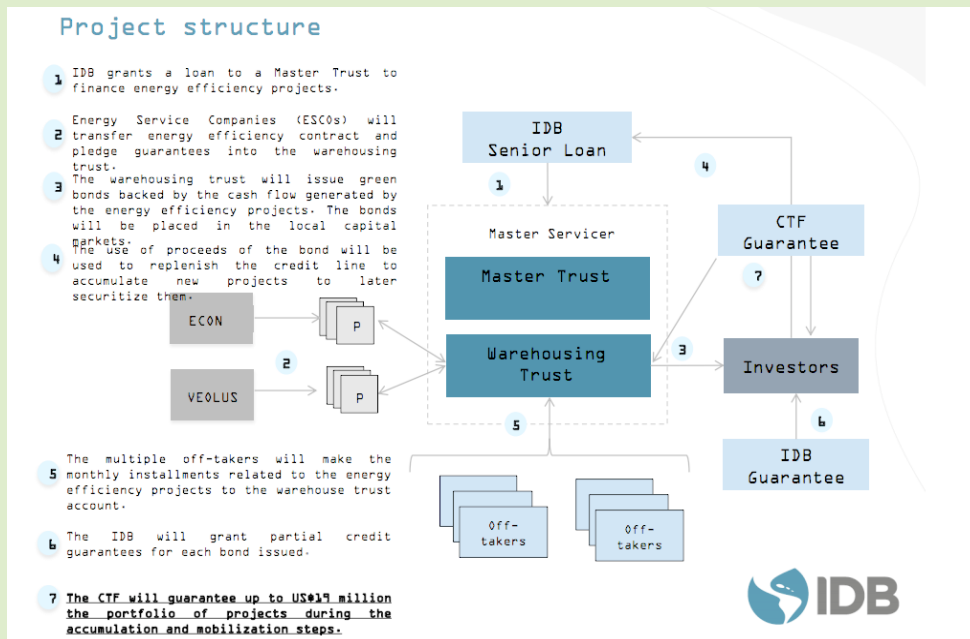 Project structure
1 IDB grants a loan to a Master Trust to
finance energy efficiency projects.
2 Energy Service Companies (ESCOs) will
transfer energy efficiency contract and
pledge guarantees into the warehousing
trust.
3 The warehousing trust will issue green
bonds backed by the cash flow generated by
the energy efficiency projects. The bonds
will be placed in the local capital
markets.
4 The use of proceeds of the bond will be
used to replenish the credit line to
accumulate new projects to later
securitize them.
IDB
Senior Loan
1
4
Master Servicer
Master Trust
CTF
Guarantee
7
ECON
P
2
VEOLUS
P
Warehousing
Trust
3
Investors
5
6
IDB
Guarantee
5 The multiple off-takers will make the
monthly installments related to the energy
efficiency projects to the warehouse trust
account.
6 The IDB will grant partial credit
guarantees for each bond issued.
7 The CTF will guarantee up to US$19 million
the portfolio of projects during the
accumulation and mobilization steps.
Off-
takers
Off-
takers
IDB